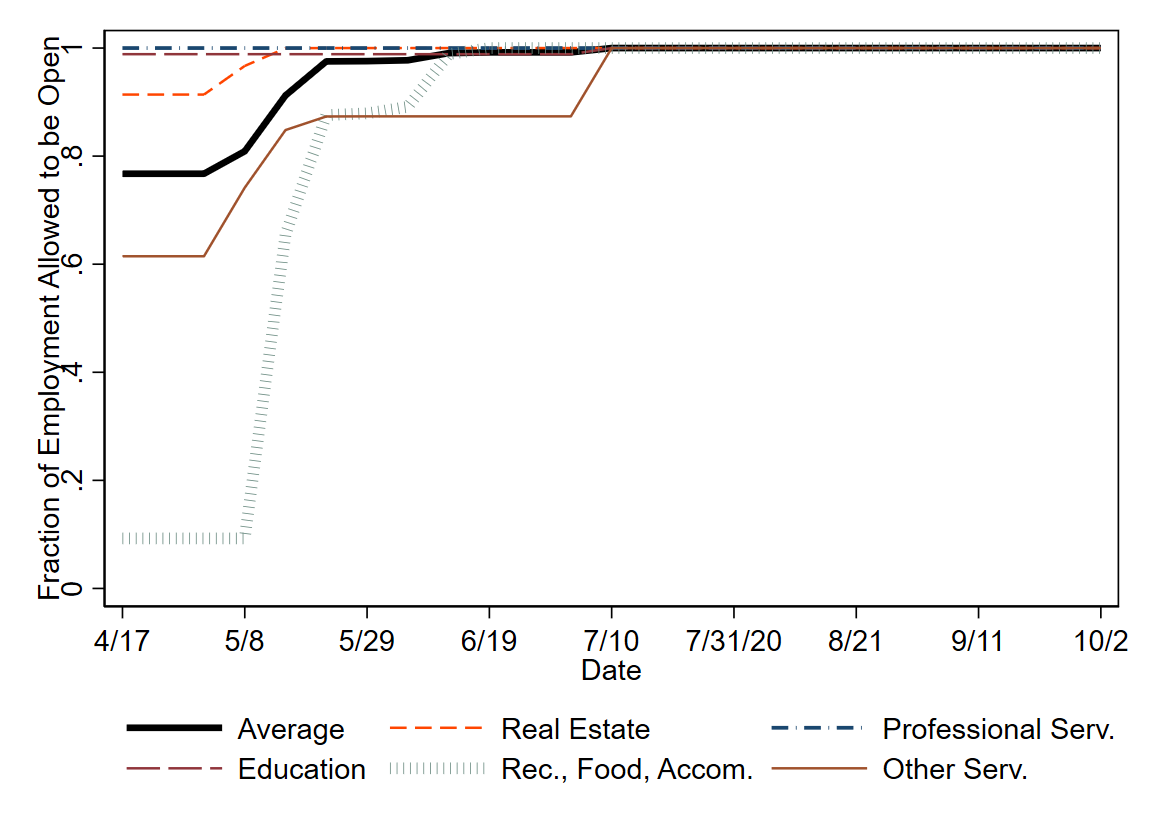 Fraction of Employment Allowed to be Open
1
.8
.6
.4
.2
0
4/17 5/8 5/29 6/19 7/10 7/31/20 8/21 9/11 10/2
Date
Average Real Estate Professional Serv.
Education Rec., Food, Accom. Other Serv.